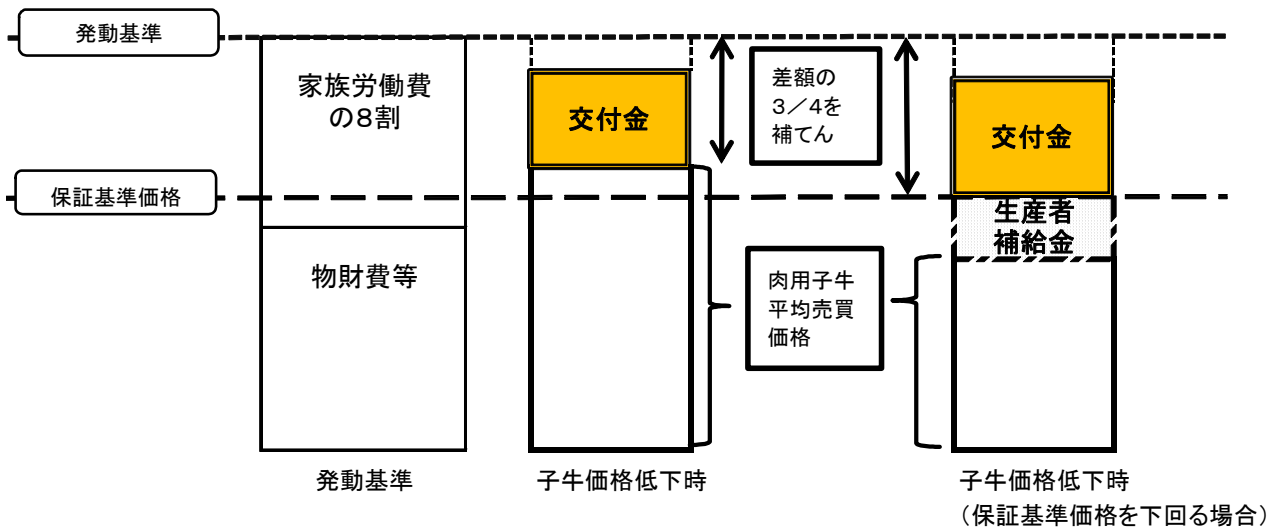 発動基準
家族労働費
の8割
交付金
差額の
3/4を
補てん
交付金
保証基準価格
生産者
補給金
物財費等
肉用子牛
平均売買
価格
発動基準
子牛価格低下時
子牛価格低下時
(保証基準価格を下回る場合)